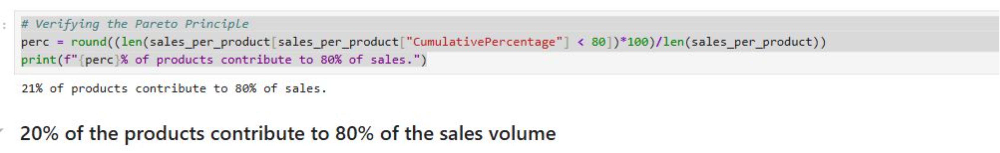 # Verifying the Pareto Principle
perc = round((len(sales_per_product[sales_per_product["CumulativePercentage"] < 80])*100)/len(sales_per_product))
print(f"{perc}% of products contribute to 80% of sales.")
21% of products contribute to 80% of sales.
20% of the products contribute to 80% of the sales volume